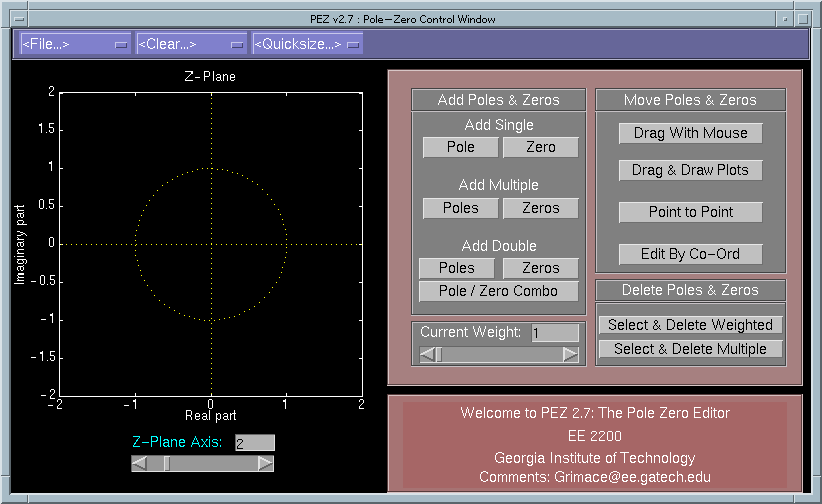 PEZ v2.7 : Pole-Zero Control Window
<File...> <Clear...> <Quicksize...>
Z-Plane
2
1.5
1
0.5
0
-0.5
-1
-1.5
-2
-2 -1 0 1 2
Imaginary part
Real part
Z-Plane Axis: 2
Add Poles & Zeros
Add Single
Pole Zero
Add Multiple
Poles Zeros
Add Double
Poles Zeros
Pole / Zero Combo
Current Weight: 1
Move Poles & Zeros
Drag With Mouse
Drag & Draw Plots
Point to Point
Edit By Co-Ord
Delete Poles & Zeros
Select & Delete Weighted
Select & Delete Multiple
Welcome to PEZ 2.7: The Pole Zero Editor
EE 2200
Georgia Institute of Technology
Comments: Grimace@ee.gatech.edu